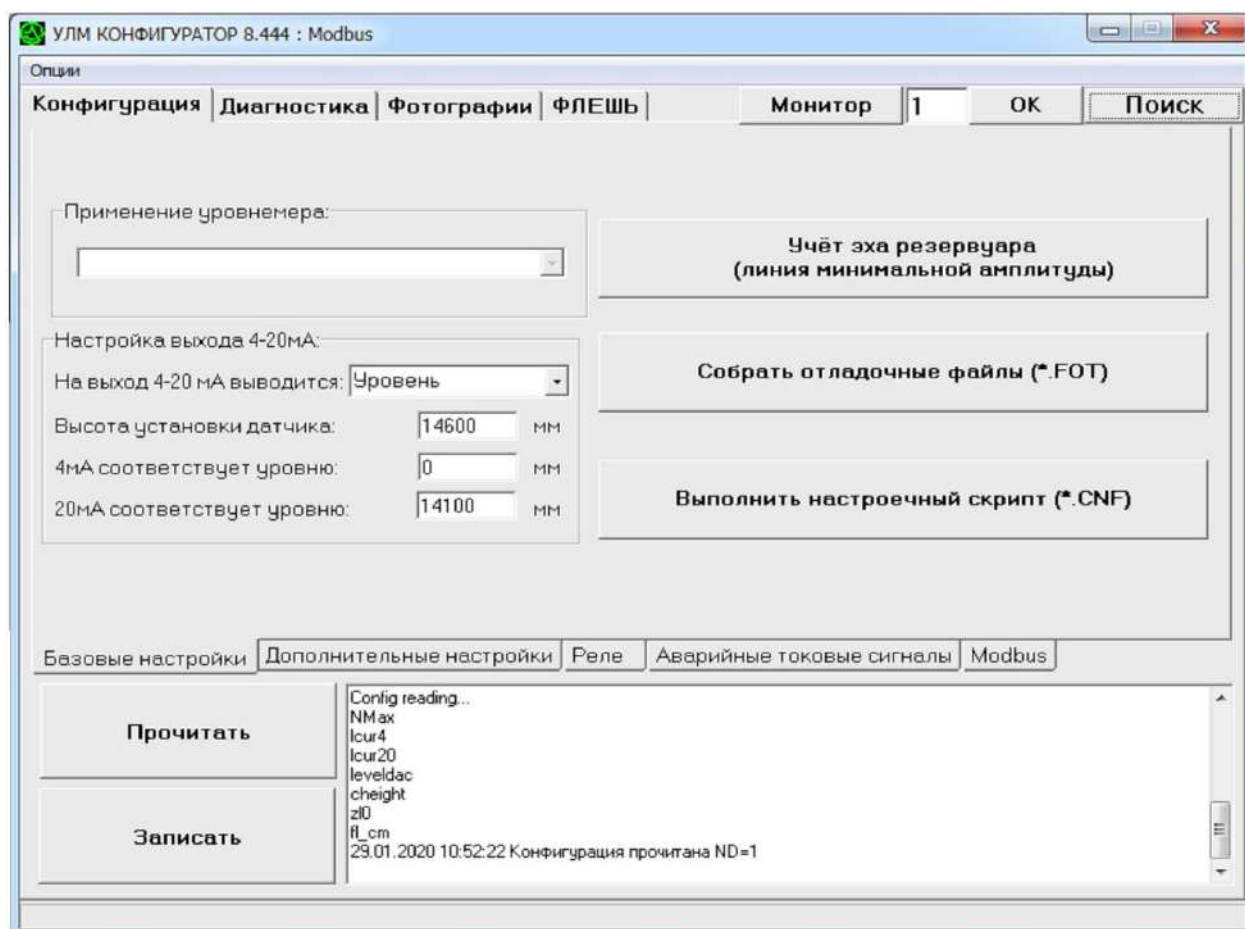 УЛМ КОНФИГУРАТОР 8.444 : Modbus
Опции
Конфигурация Диагностика Фотографии ФЛЕШЬ Монитор 1 OK Поиск
Применение уровнемера:
Учёт эха резервуара
(линия минимальной амплитуды)
Настройка выхода 4-20мА:
На выход 4-20 мА выводится: Уровень
Собрать отладочные файлы (*.FOT)
Высота установки датчика: 14600 мм
4мА соответствует уровню: 0 мм
20мА соответствует уровню: 14100 мм
Выполнить настроечный скрипт (*.CNF)
Базовые настройки Дополнительные настройки Реле Аварийные токовые сигналы Modbus
Прочитать
Записать
Config reading...
NMax
lcur4
lcur20
leveldac
cheight
zl0
fl_cm
29.01.2020 10:52:22 Конфигурация прочитана ND=1